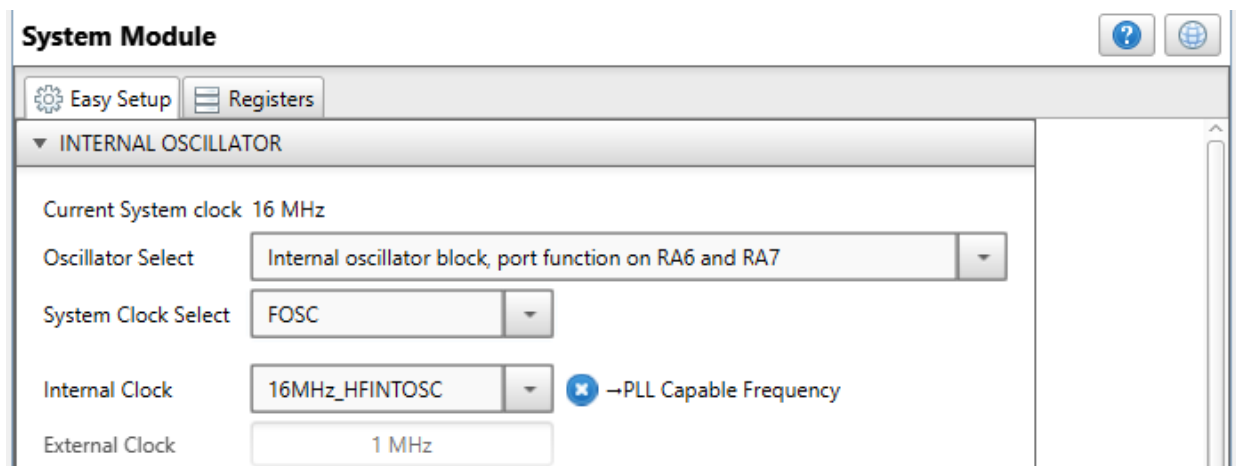 System Module
Easy Setup Registers
INTERNAL OSCILLATOR
Current System clock 16 MHz
Oscillator Select Internal oscillator block, port function on RA6 and RA7
System Clock Select FOSC
Internal Clock 16MHz_HFINTOSC →PLL Capable Frequency
External Clock 1 MHz